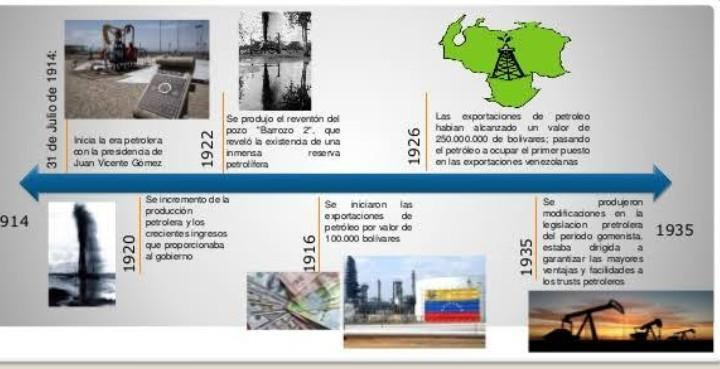 31 de Julio de 1914:
Inicia la era petrolera
con la presidencia de
Juan Vicente Gómez
1922
Se produjo el reventón del
pozo "Barrozo 2", que
reveló la existencia de una
inmensa reserva
petrolífera
1926
Las exportaciones de petroleo
habian alcanzado un valor de
250.000.000 de bolivares; pasando
el petróleo a ocupar el primer puesto
en las exportaciones venezolanas
914
1920
Se incremento de la
producción
petrolera y los
crecientes ingresos
que proporcionaba
al gobierno
1916
Se iniciaron las
exportaciones de
petróleo por valor de
100.000 bolivares
1935
Se produjeron
modificaciones en la
legislacion pretrolera
del periodo gomenista,
estaba dirigida a
garantizar las mayores
ventajas y facilidades a
los trusts petroleros
1935